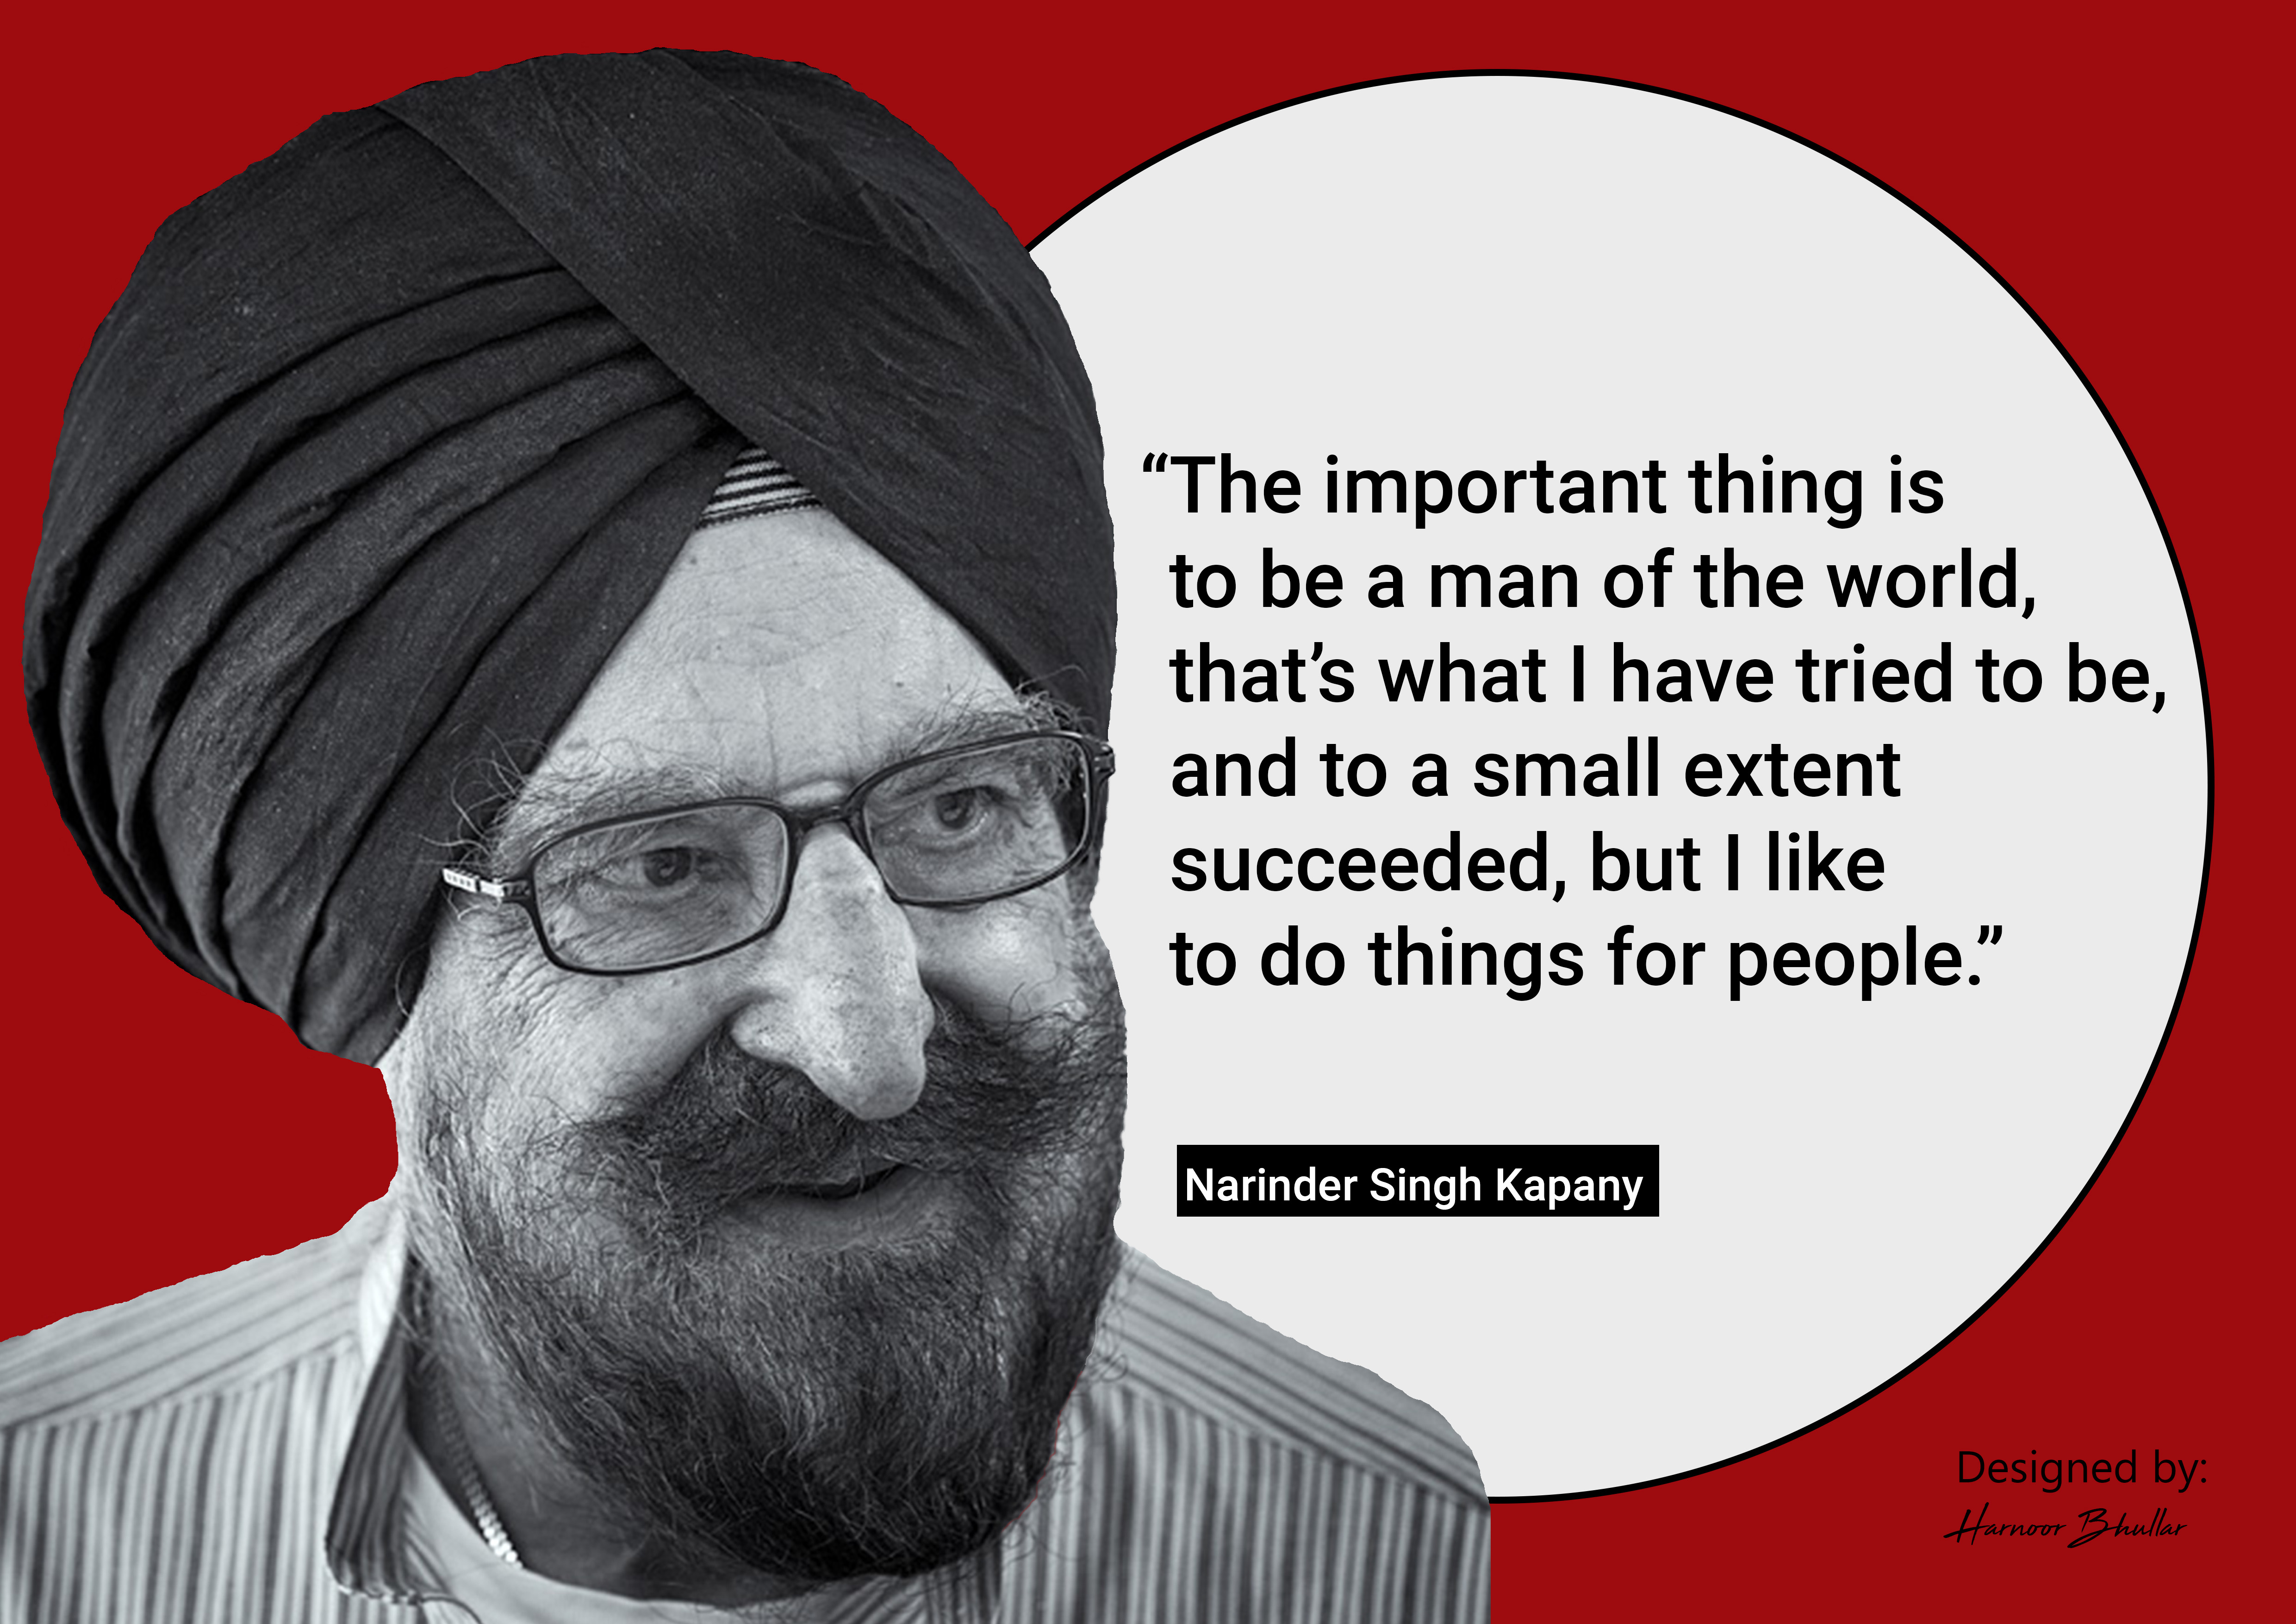 “The important thing is
to be a man of the world,
that’s what I have tried to be,
and to a small extent
succeeded, but I like
to do things for people.”
Narinder Singh Kapany
Designed by:
Harnoor Bhullar